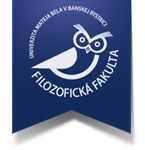 UNIVERZITA MATEJA BELA V BANSKEJ BYSTRICI
FILOZOFICKÁ FAKULTA